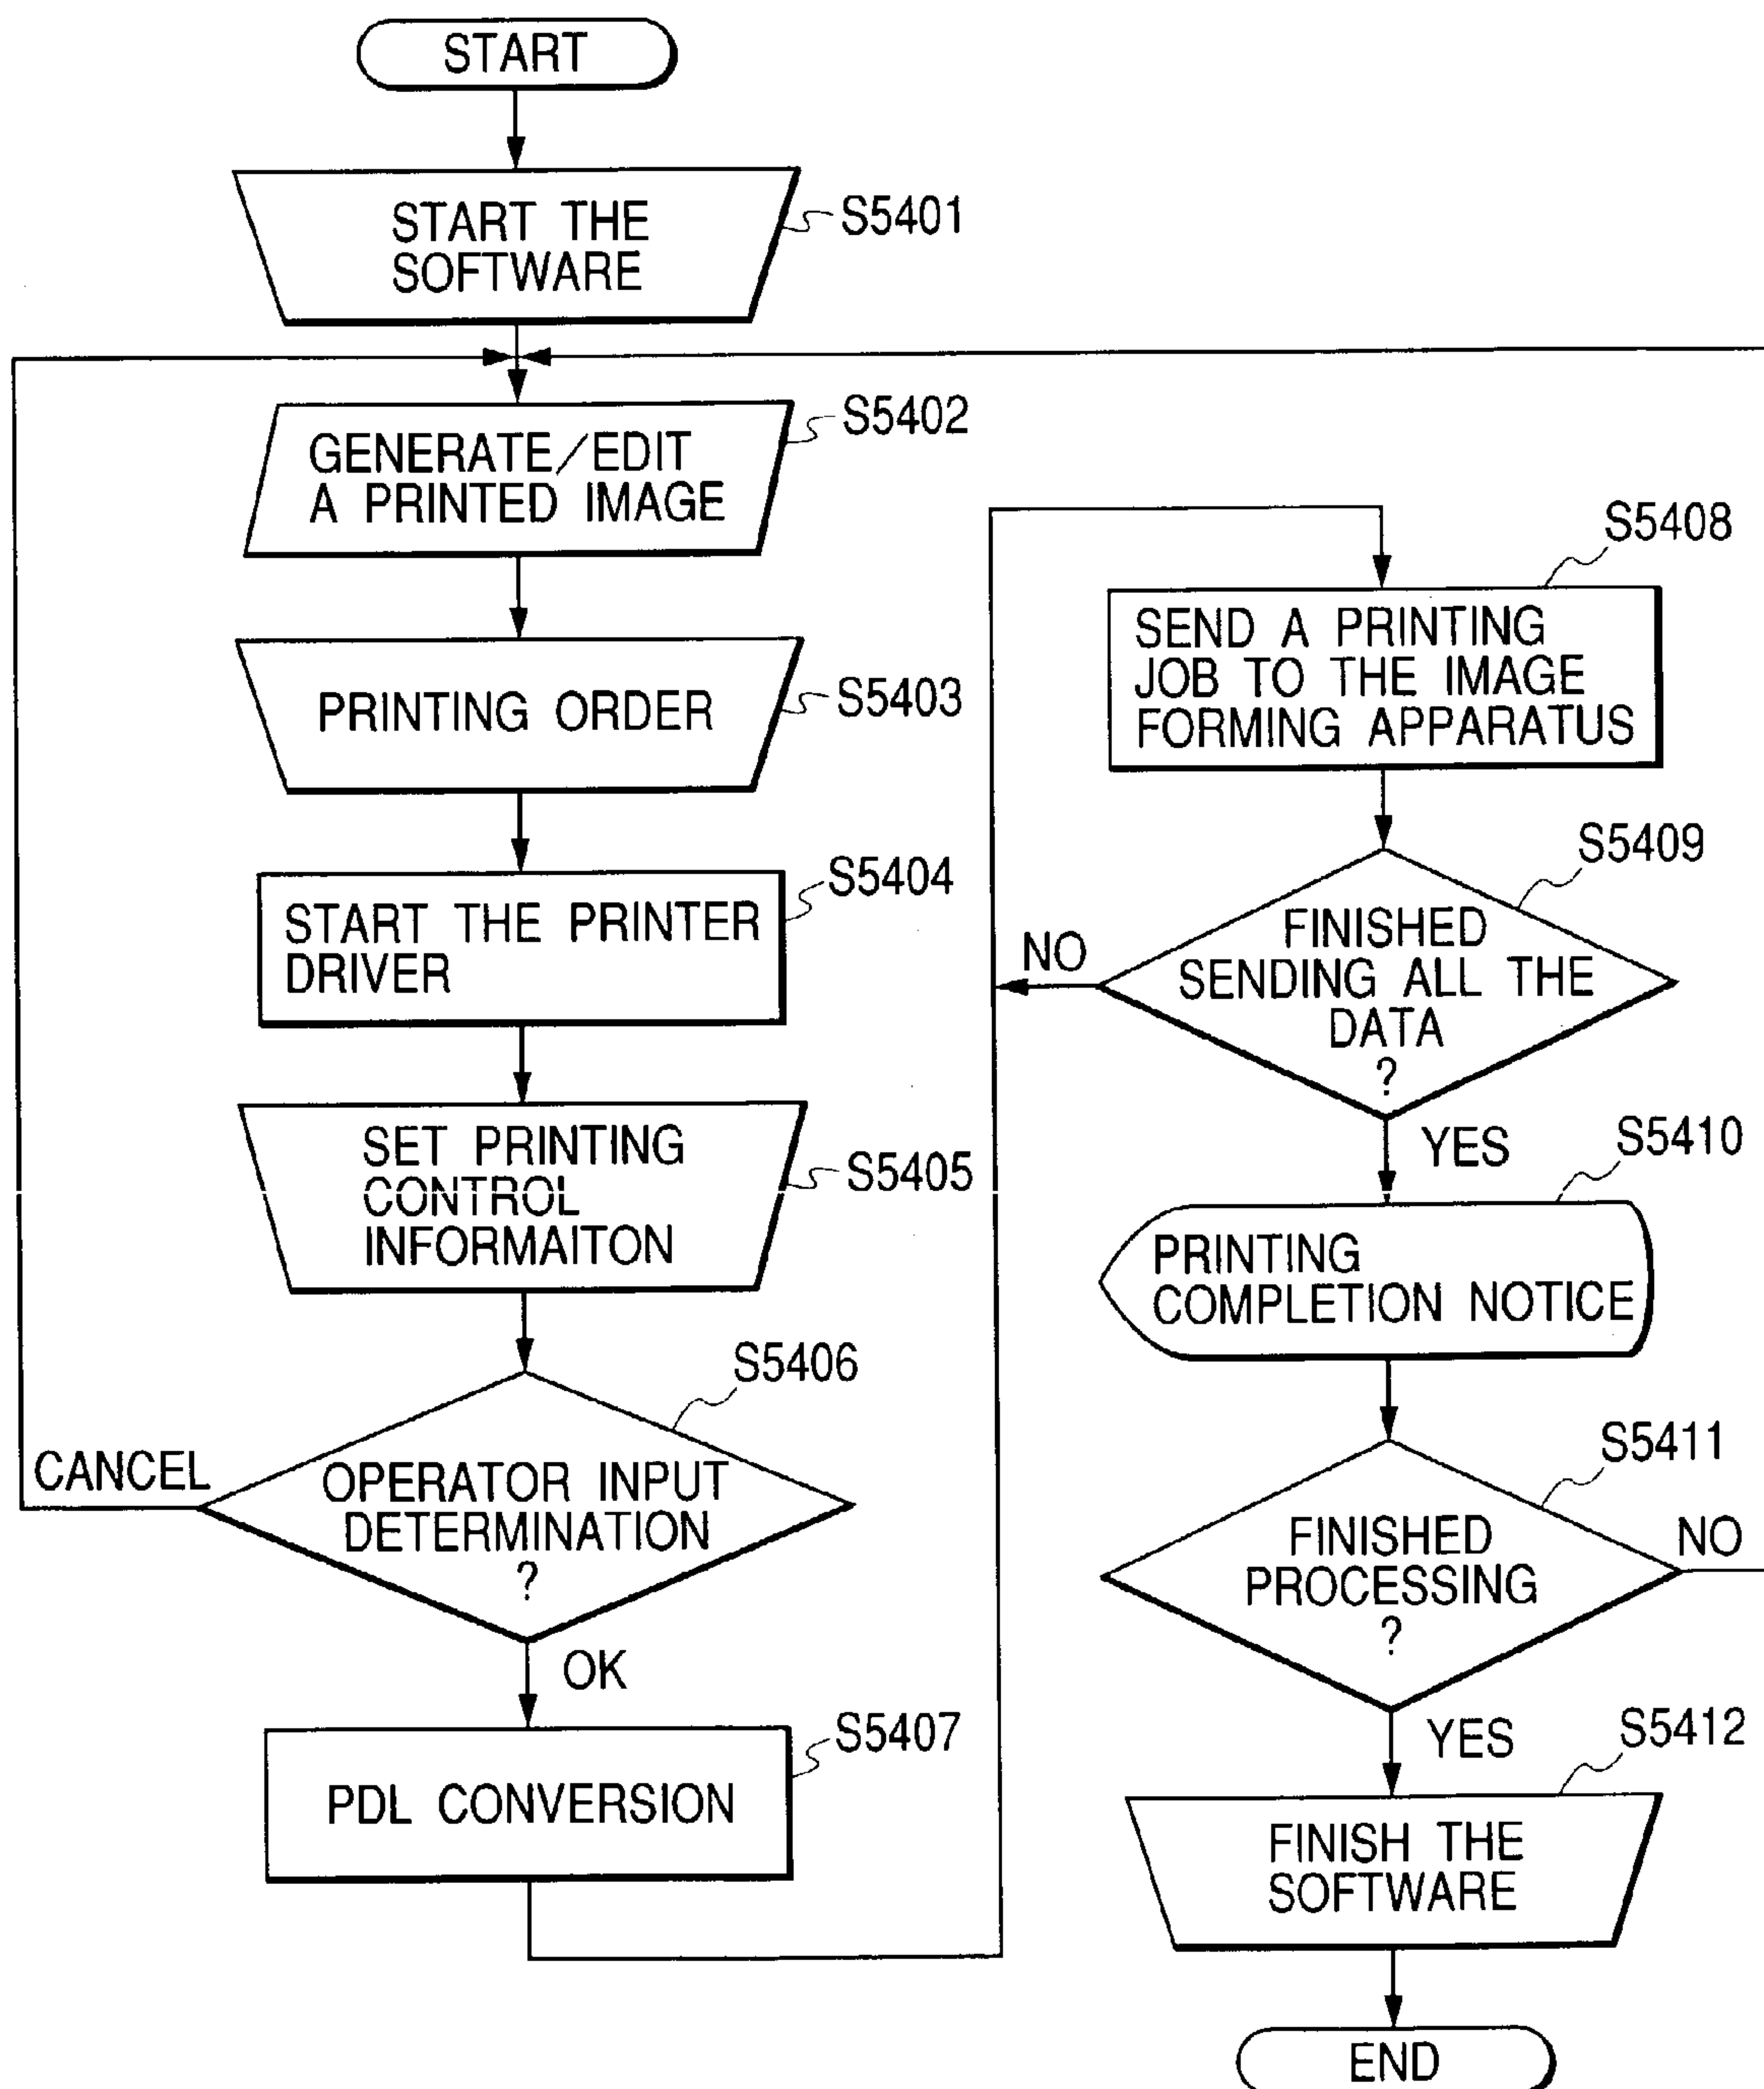 START
START THE
SOFTWARE
S5401
GENERATE/EDIT
A PRINTED IMAGE
S5402
PRINTING ORDER
S5403
START THE PRINTER
DRIVER
S5404
SET PRINTING
CONTROL
INFORMAITON
S5405
S5406
CANCEL
OPERATOR INPUT
DETERMINATION
?
OK
PDL CONVERSION
S5407
S5408
SEND A PRINTING
JOB TO THE IMAGE
FORMING APPARATUS
S5409
NO
FINISHED
SENDING ALL THE
DATA
?
YES
S5410
PRINTING
COMPLETION NOTICE
S5411
FINISHED
PROCESSING
?
NO
YES
S5412
FINISH THE
SOFTWARE
END